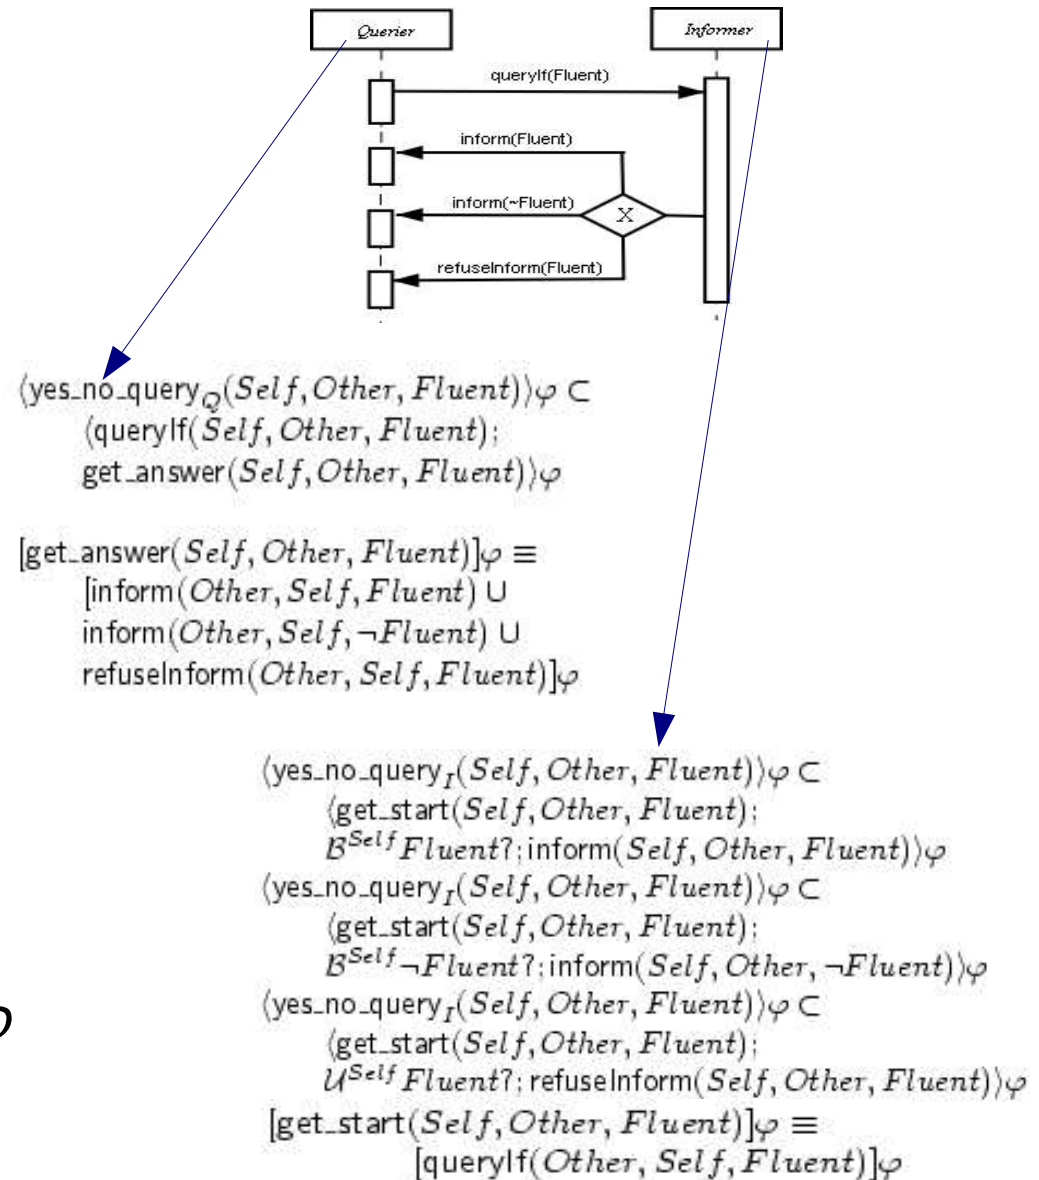 Querier
Informer
queryIf(Fluent)
inform(Fluent)
inform(~Fluent)
X
refuseInform(Fluent)
⟨yes_no_query_Q(Self, Other, Fluent)⟩φ ⊂
⟨queryIf(Self, Other, Fluent);
get_answer(Self, Other, Fluent)⟩φ
[get_answer(Self, Other, Fluent)]φ ≡
[inform(Other, Self, Fluent) ∪
inform(Other, Self, ¬Fluent) ∪
refuseInform(Other, Self, Fluent)]φ
⟨yes_no_query_I(Self, Other, Fluent)⟩φ ⊂
⟨get_start(Self, Other, Fluent);
B^Self Fluent?; inform(Self, Other, Fluent)⟩φ
⟨yes_no_query_I(Self, Other, Fluent)⟩φ ⊂
⟨get_start(Self, Other, Fluent);
B^Self ¬Fluent?; inform(Self, Other, ¬Fluent)⟩φ
⟨yes_no_query_I(Self, Other, Fluent)⟩φ ⊂
⟨get_start(Self, Other, Fluent);
U^Self Fluent?; refuseInform(Self, Other, Fluent)⟩φ
[get_start(Self, Other, Fluent)]φ ≡
[queryIf(Other, Self, Fluent)]φ